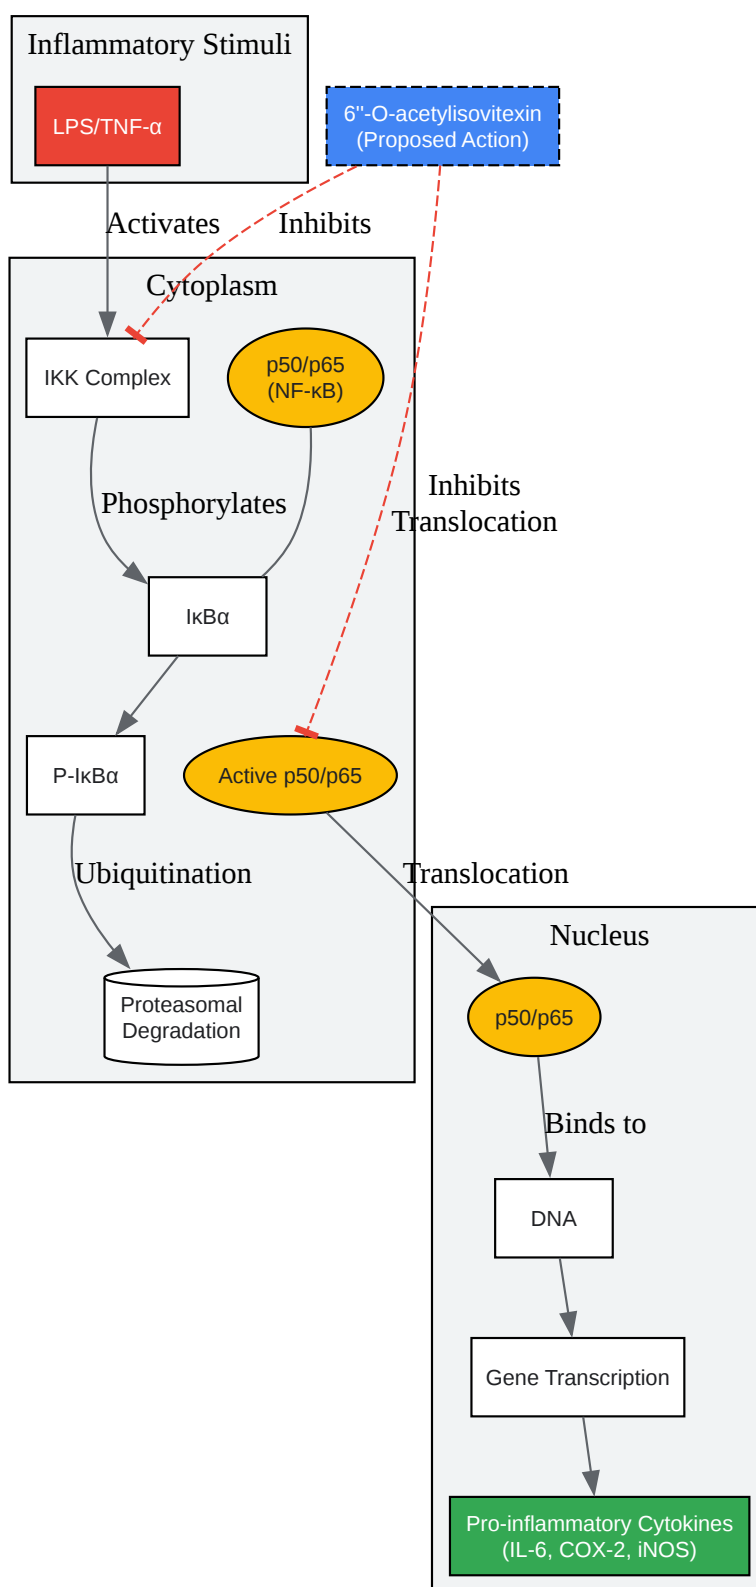 Inflammatory Stimuli
LPS/TNF-α
6''-O-acetylisovitexin
(Proposed Action)
Activates
Inhibits
Cytoplasm
IKK Complex
p50/p65
(NF-κB)
Phosphorylates
Inhibits
Translocation
IκBα
P-IκBα
Active p50/p65
Ubiquitination
Translocation
Nucleus
Proteasomal
Degradation
p50/p65
Binds to
DNA
Gene Transcription
Pro-inflammatory Cytokines
(IL-6, COX-2, iNOS)